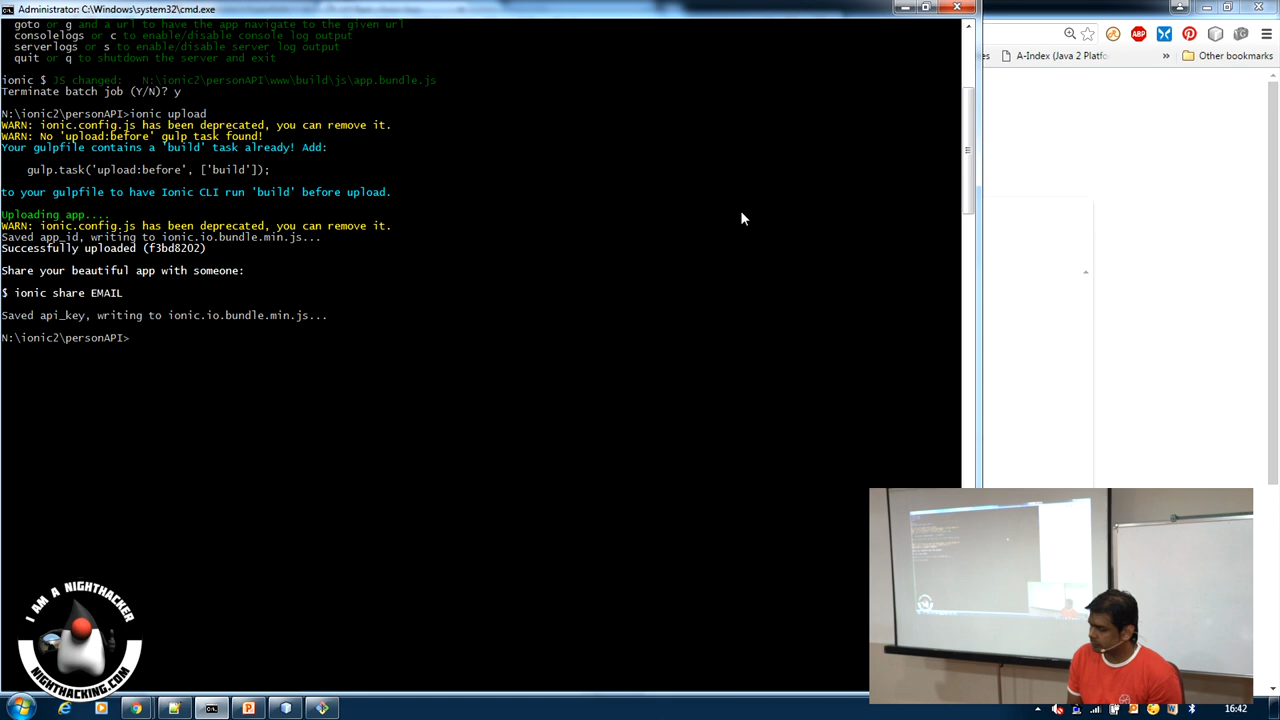 Administrator: C:\Windows\system32\cmd.exe
goto or g and a url to have the app navigate to the given url
consolelogs or c to enable/disable console log output
serverlogs or s to enable/disable server log output
quit or q to shutdown the server and exit
ionic $ JS changed:   N:\ionic2\personAPI\www\build\js\app.bundle.js
Terminate batch job (Y/N)? y
N:\ionic2\personAPI>ionic upload
WARN: ionic.config.js has been deprecated, you can remove it.
WARN: No 'upload:before' gulp task found!
Your gulpfile contains a 'build' task already! Add:
gulp.task('upload:before', ['build']);
to your gulpfile to have Ionic CLI run 'build' before upload.
Uploading app....
WARN: ionic.config.js has been deprecated, you can remove it.
Saved app_id, writing to ionic.io.bundle.min.js...
Successfully uploaded (f3bd8202)
Share your beautiful app with someone:
$ ionic share EMAIL
Saved api_key, writing to ionic.io.bundle.min.js...
N:\ionic2\personAPI>
ABP
es
A-Index (Java 2 Platfo
»
Other bookmarks
I AM A NIGHTHACKER
NIGHTHACKING.COM
16:42